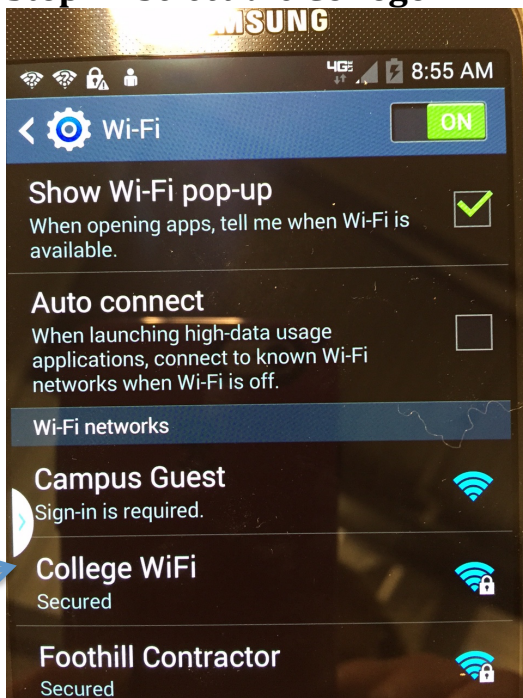 SAMSUNG
4G 8:55 AM
Wi-Fi ON
Show Wi-Fi pop-up
When opening apps, tell me when Wi-Fi is
available.
Auto connect
When launching high-data usage
applications, connect to known Wi-Fi
networks when Wi-Fi is off.
Wi-Fi networks
Campus Guest
Sign-in is required.
College WiFi
Secured
Foothill Contractor
Secured